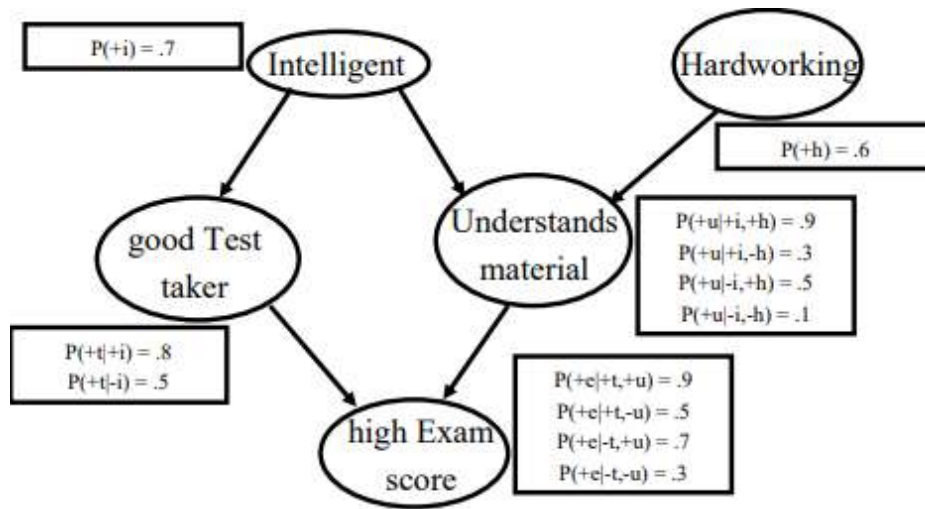 P(+i) = .7
Intelligent
Hardworking
P(+h) = .6
good Test
taker
Understands
material
P(+u|+i,+h) = .9
P(+u|+i,-h) = .3
P(+u|-i,+h) = .5
P(+u|-i,-h) = .1
P(+t|+i) = .8
P(+t|-i) = .5
high Exam
score
P(+e|+t,+u) = .9
P(+e|+t,-u) = .5
P(+e|-t,+u) = .7
P(+e|-t,-u) = .3